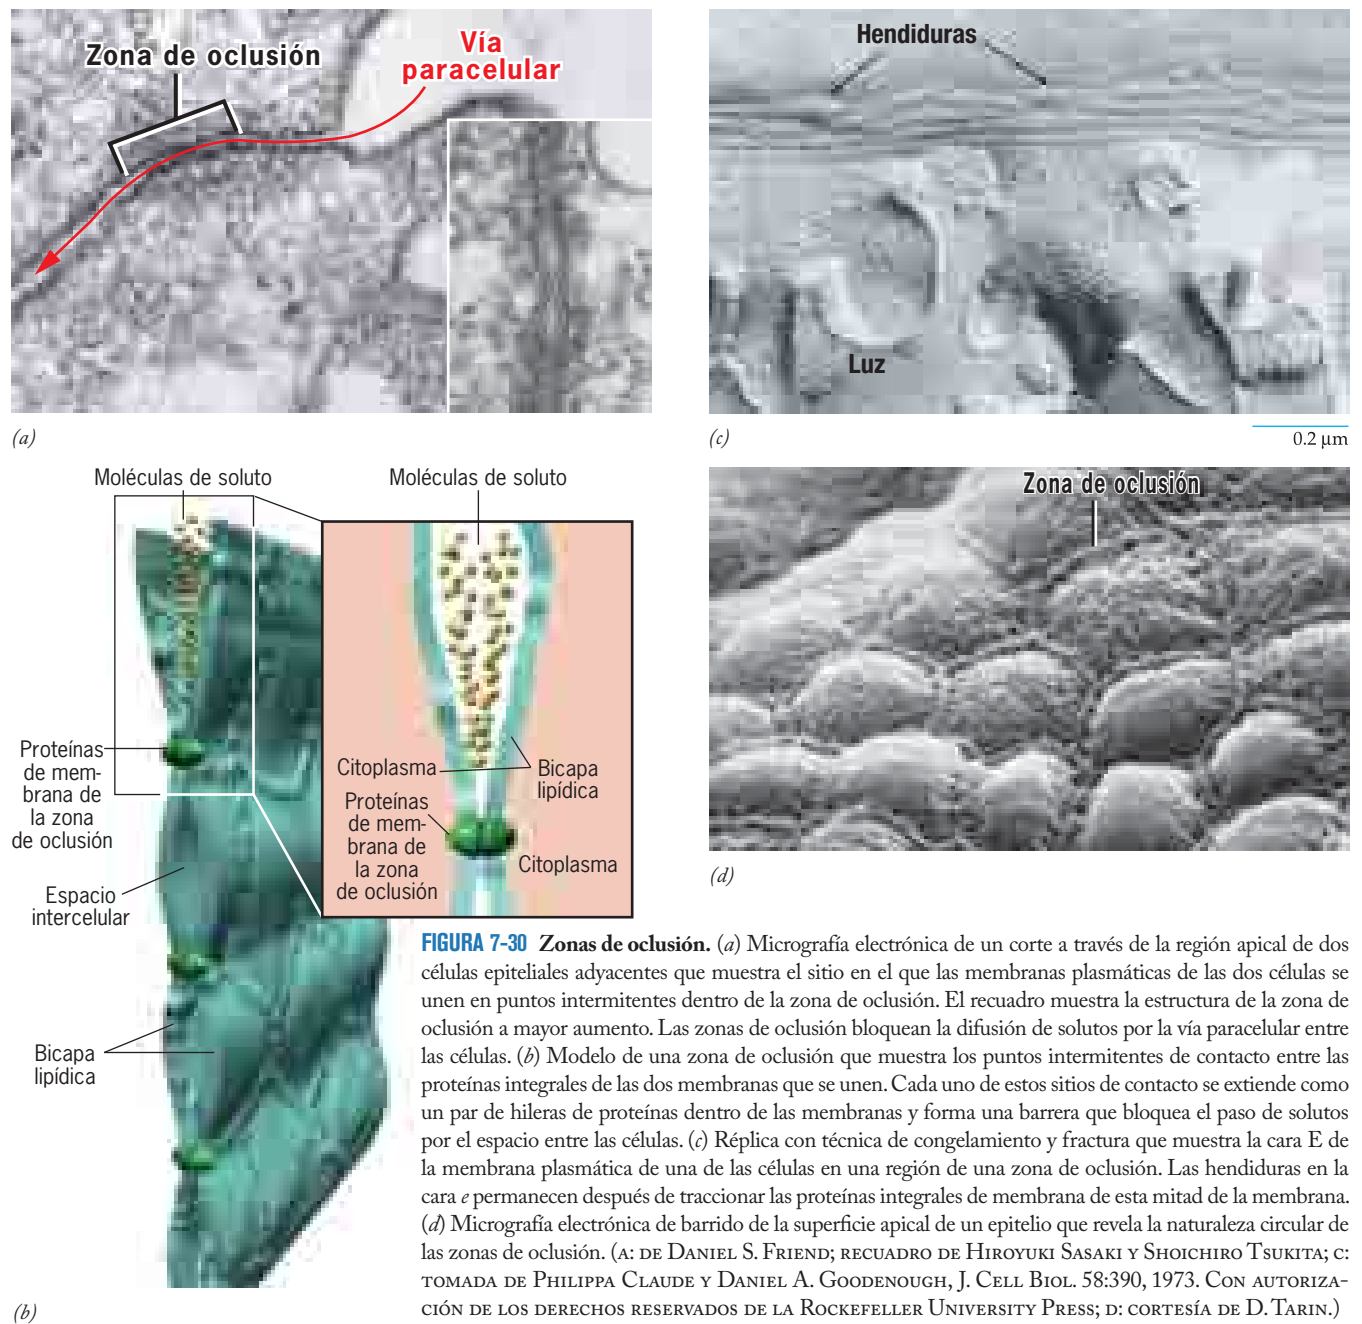 Zona de oclusión
Vía
paracelular
(a)
Hendiduras
Luz
(c)
0.2 µm
Moléculas de soluto
Moléculas de soluto
Proteínas
de mem-
brana de
la zona
de oclusión
Espacio
intercelular
Bicapa
lipídica
Citoplasma
Bicapa
lipídica
Proteínas
de mem-
brana de
la zona
de oclusión
Citoplasma
(b)
Zona de oclusión
(d)
FIGURA 7-30 Zonas de oclusión. (a) Micrografía electrónica de un corte a través de la región apical de dos
células epiteliales adyacentes que muestra el sitio en el que las membranas plasmáticas de las dos células se
unen en puntos intermitentes dentro de la zona de oclusión. El recuadro muestra la estructura de la zona de
oclusión a mayor aumento. Las zonas de oclusión bloquean la difusión de solutos por la vía paracelular entre
las células. (b) Modelo de una zona de oclusión que muestra los puntos intermitentes de contacto entre las
proteínas integrales de las dos membranas que se unen. Cada uno de estos sitios de contacto se extiende como
un par de hileras de proteínas dentro de las membranas y forma una barrera que bloquea el paso de solutos
por el espacio entre las células. (c) Réplica con técnica de congelamiento y fractura que muestra la cara E de
la membrana plasmática de una de las células en una región de una zona de oclusión. Las hendiduras en la
cara e permanecen después de traccionar las proteínas integrales de membrana de esta mitad de la membrana.
(d) Micrografía electrónica de barrido de la superficie apical de un epitelio que revela la naturaleza circular de
las zonas de oclusión. (A: DE DANIEL S. FRIEND; RECUADRO DE HIROYUKI SASAKI Y SHOICHIRO TSUKITA; C:
TOMADA DE PHILIPPA CLAUDE Y DANIEL A. GOODENOUGH, J. CELL BIOL. 58:390, 1973. CON AUTORIZA-
CIÓN DE LOS DERECHOS RESERVADOS DE LA ROCKEFELLER UNIVERSITY PRESS; D: CORTESÍA DE D. TARIN.)